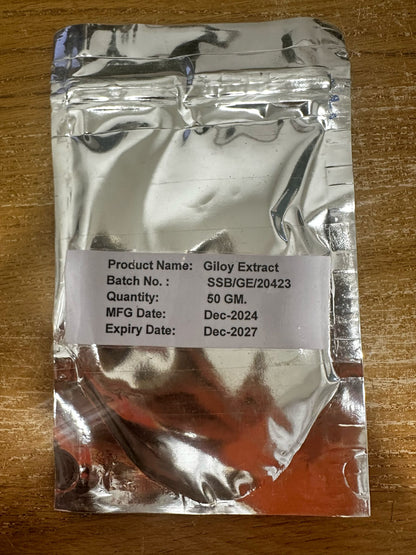 Product Name: Giloy Extract
Batch No. : SSB/GE/20423
Quantity: 50 GM.
MFG Date: Dec-2024
Expiry Date: Dec-2027